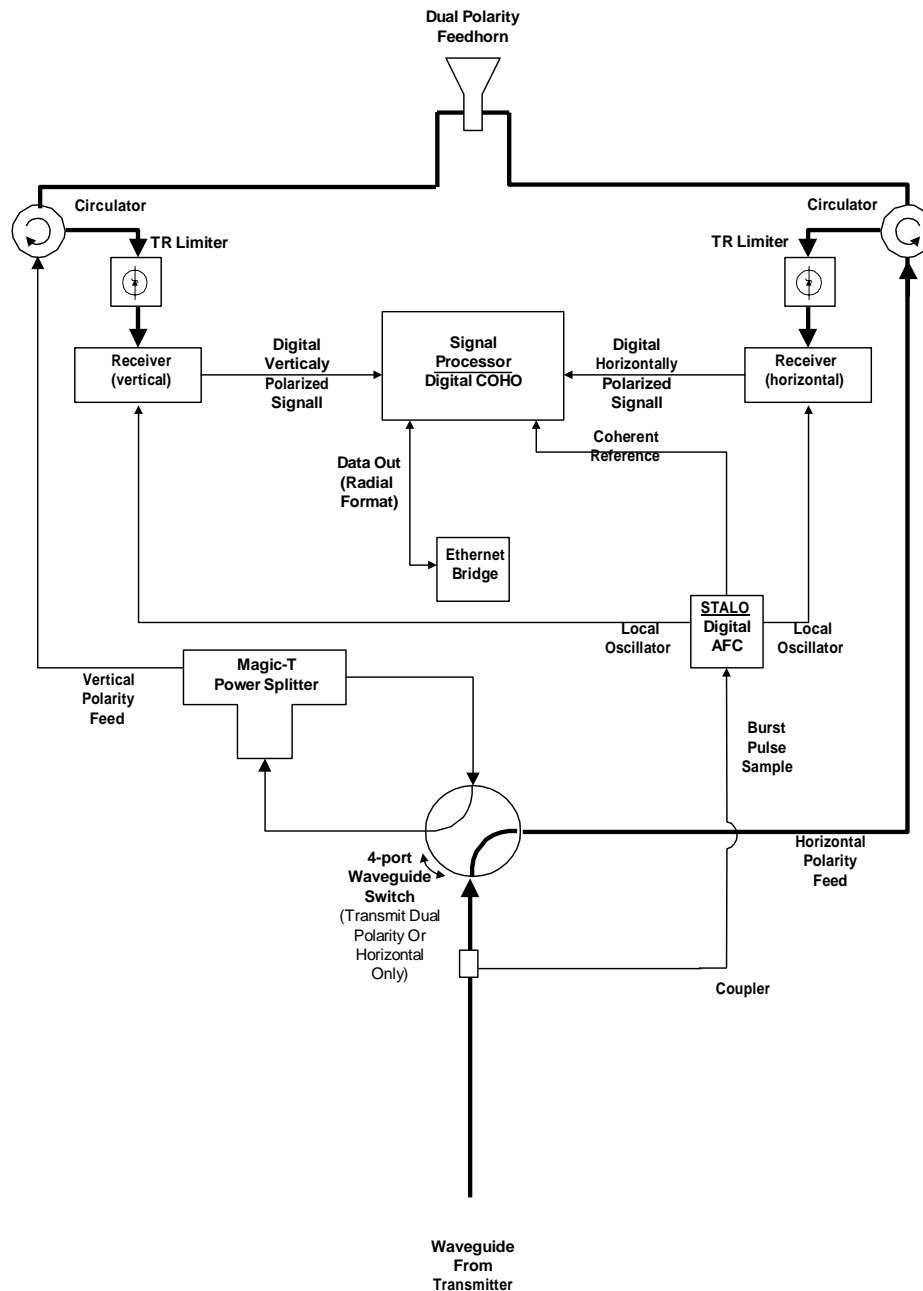 Dual Polarity
Feedhorn
Circulator
Circulator
TR Limiter
TR Limiter
Receiver
(vertical)
Digital
Verticaly
Polarized
Signall
Signal
Processor
Digital COHO
Digital
Horizontally
Polarized
Signall
Receiver
(horizontal)
Coherent
Reference
Data Out
(Radial
Format)
Ethernet
Bridge
STALO
Digital
AFC
Local
Oscillator
Local
Oscillator
Magic-T
Power Splitter
Vertical
Polarity
Feed
Burst
Pulse
Sample
4-port
Waveguide
Switch
(Transmit Dual
Polarity Or
Horizontal
Only)
Horizontal
Polarity
Feed
Coupler
Waveguide
From
Transmitter